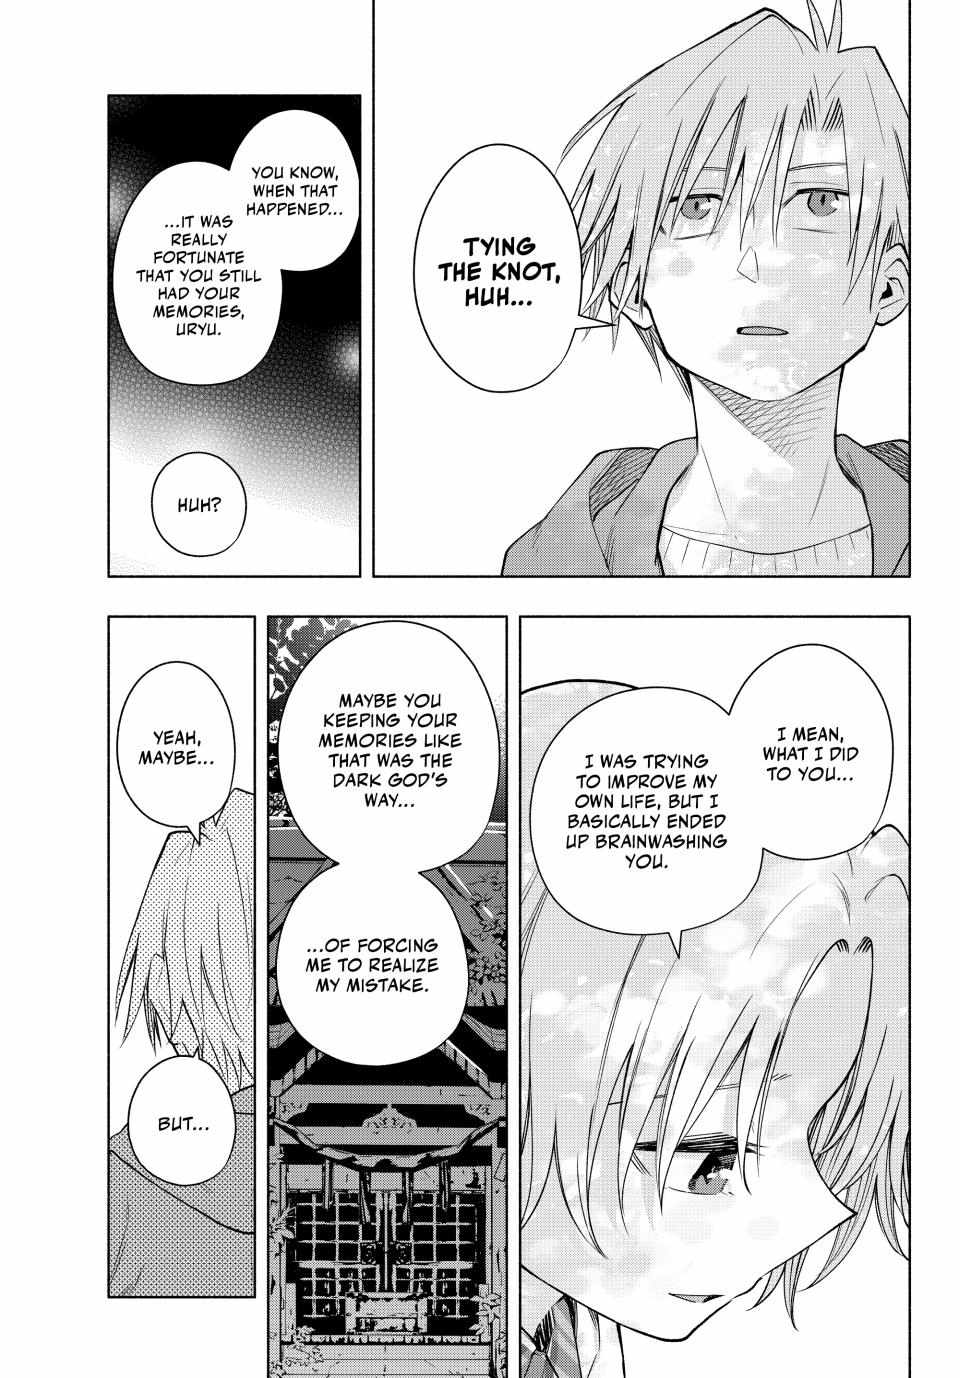 TYING
THE KNOT,
HUH...
YOU KNOW,
WHEN THAT
HAPPENED...
...IT WAS
REALLY
FORTUNATE
THAT YOU STILL
HAD YOUR
MEMORIES,
URYU.
HUH?
I MEAN,
WHAT I DID
TO YOU...
I WAS TRYING
TO IMPROVE MY
OWN LIFE, BUT I
BASICALLY ENDED
UP BRAINWASHING
YOU.
MAYBE YOU
KEEPING YOUR
MEMORIES LIKE
THAT WAS THE
DARK GOD'S
WAY...
...OF FORCING
ME TO REALIZE
MY MISTAKE.
YEAH,
MAYBE...
BUT...